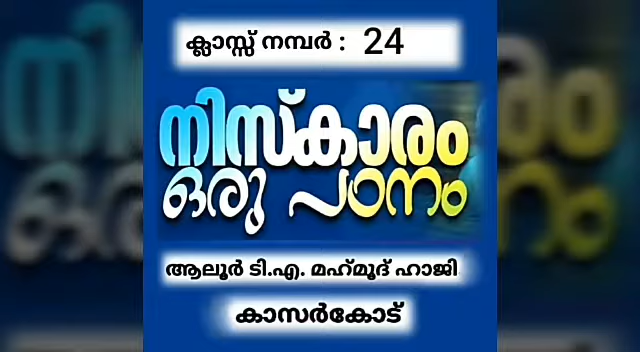 ക്ലാസ്സ് നമ്പർ : 24
നിസ്കാരം
ഒരു പഠനം
ആലൂർ ടി.എ. മഹ്മൂദ് ഹാജി
കാസർകോട്